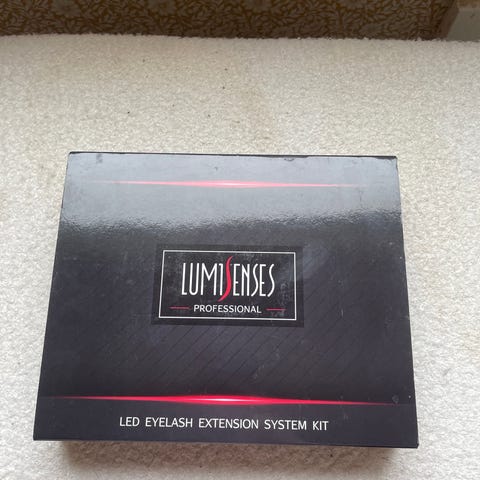 LUMISENSES
PROFESSIONAL
LED EYELASH EXTENSION SYSTEM KIT